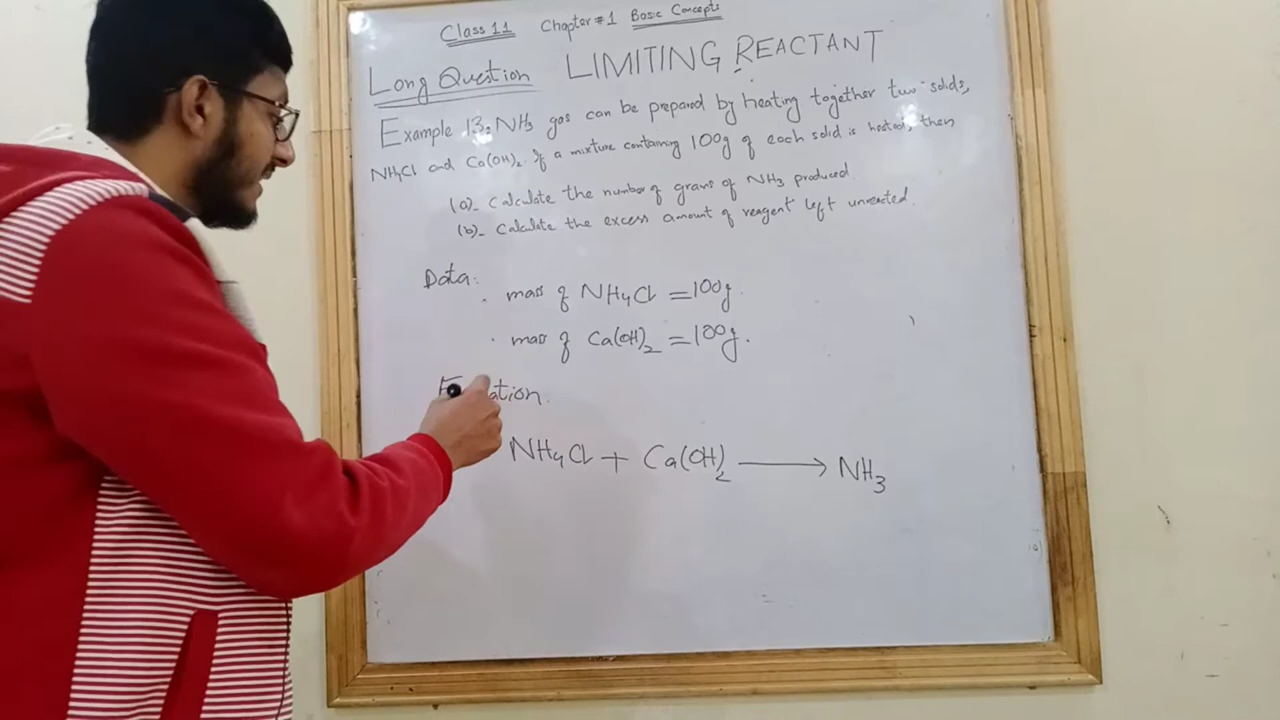 Class 11 Chapter # 1 Basic Concepts
Long Question LIMITING REACTANT
Example 13: NH3 gas can be prepared by heating together two solids,
NH4Cl and Ca(OH)2. If a mixture containing 100g of each solid is heated, then
(a)- Calculate the number of grams of NH3 produced.
(b)- Calculate the excess amount of reagent left unreacted.
Data:
. mass of NH4Cl = 100g.
. mass of Ca(OH)2 = 100g.
NH4Cl + Ca(OH)2 ⟶ NH3